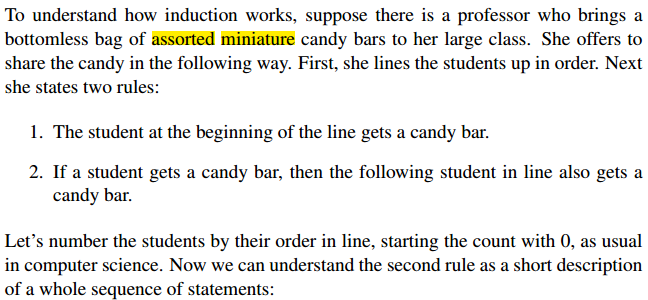 To understand how induction works, suppose there is a professor who brings a
bottomless bag of assorted miniature candy bars to her large class. She offers to
share the candy in the following way. First, she lines the students up in order. Next
she states two rules:
1. The student at the beginning of the line gets a candy bar.
2. If a student gets a candy bar, then the following student in line also gets a
candy bar.
Let’s number the students by their order in line, starting the count with 0, as usual
in computer science. Now we can understand the second rule as a short description
of a whole sequence of statements: